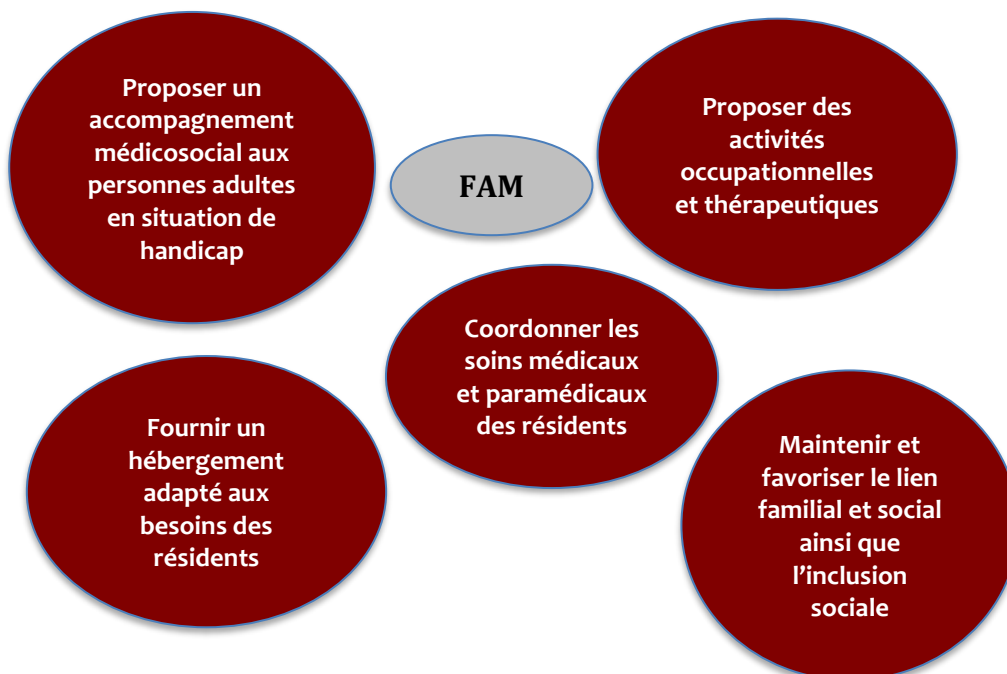 Proposer un
accompagnement
médicosocial aux
personnes adultes
en situation de
handicap
FAM
Proposer des
activités
occupationnelles
et thérapeutiques
Coordonner les
soins médicaux
et paramédicaux
des résidents
Fournir un
hébergement
adapté aux
besoins des
résidents
Maintenir et
favoriser le lien
familial et social
ainsi que
l’inclusion
sociale